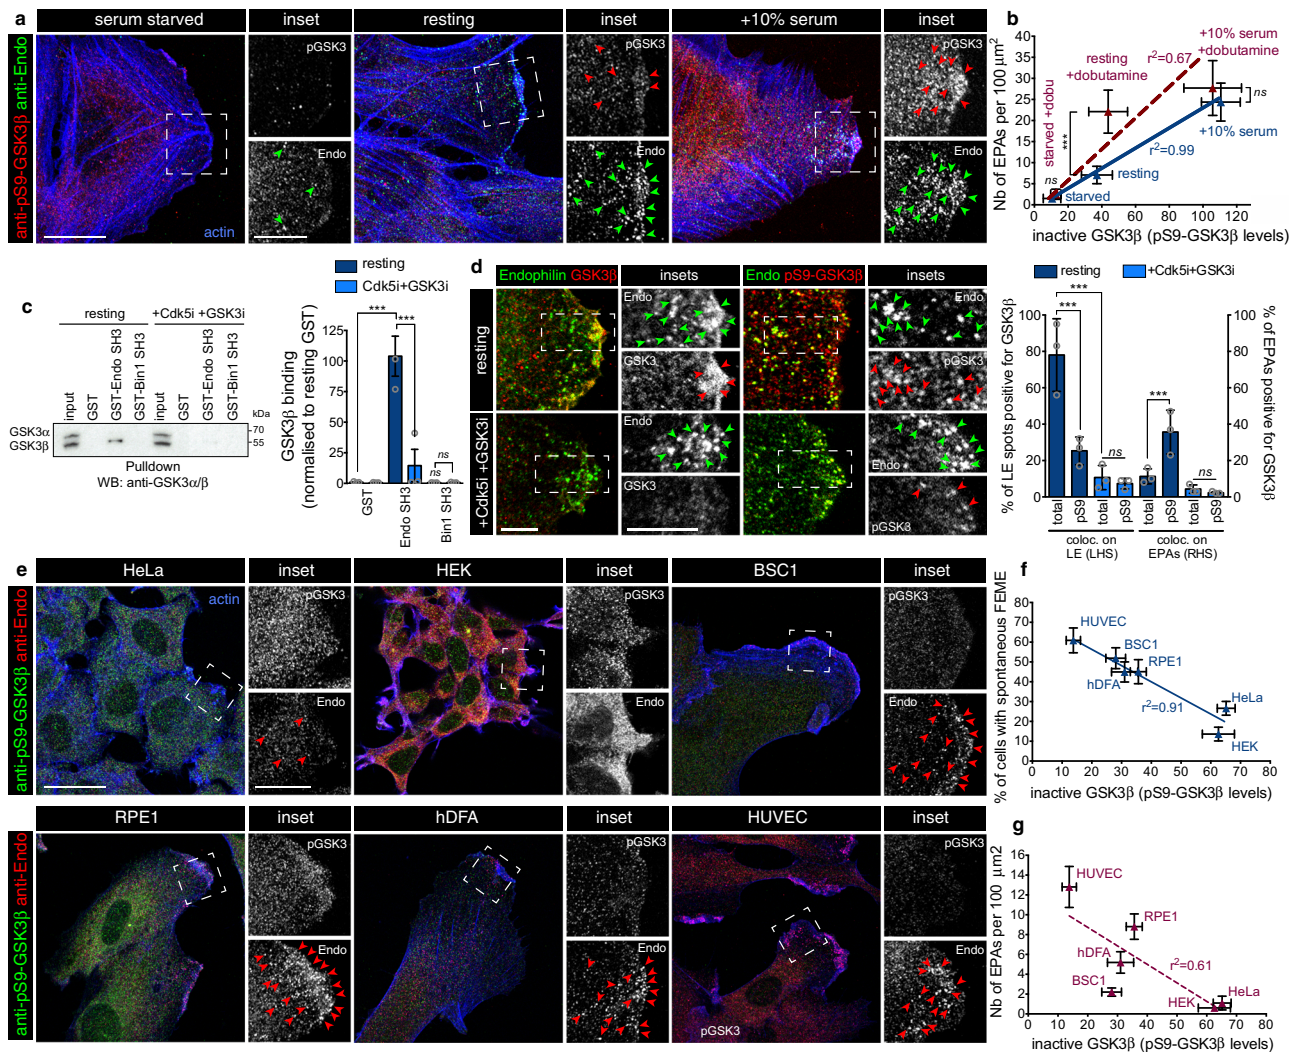 a
serum starved
inset
resting
inset
+10% serum
inset
anti-pS9-GSK3β anti-Endo
pGSK3
Endo
actin
pGSK3
Endo
pGSK3
Endo
b
Nb of EPAs per 100 μm2
40
35
30
25
20
15
10
5
0
0 20 40 60 80 100 120
inactive GSK3β (pS9-GSK3β levels)
+10% serum
+dobutamine
r2=0.67
resting
+dobutamine
starved +dobu
***
ns
ns
+10% serum
r2=0.99
resting
starved
c
resting
+Cdk5i +GSK3i
input
GST
GST-Endo SH3
GST-Bin1 SH3
input
GST
GST-Endo SH3
GST-Bin1 SH3
kDa
GSK3α
GSK3β
70
55
Pulldown
WB: anti-GSK3α/β
resting
Cdk5i+GSK3i
GSK3β binding
(normalised to resting GST)
125
100
75
50
25
0
***
***
ns
ns
GST
Endo SH3
Bin1 SH3
d
Endophilin GSK3β
insets
Endo pS9-GSK3β
insets
resting
+Cdk5i +GSK3i
Endo
GSK3
Endo
pGSK3
Endo
GSK3
Endo
pGSK3
resting
+Cdk5i+GSK3i
% of LE spots positive for GSK3β
100
80
60
40
20
0
***
***
ns
***
ns
100
80
60
40
20
0
% of EPAs positive for GSK3β
total
pS9
total
pS9
total
pS9
total
pS9
coloc. on
LE (LHS)
coloc. on
EPAs (RHS)
e
HeLa
inset
HEK
inset
BSC1
inset
anti-pS9-GSK3β anti-Endo
actin
pGSK3
Endo
pGSK3
Endo
pGSK3
Endo
RPE1
inset
hDFA
inset
HUVEC
inset
anti-pS9-GSK3β anti-Endo
pGSK3
Endo
pGSK3
Endo
pGSK3
pGSK3
Endo
f
% of cells with spontaneous FEME
80
70
60
50
40
30
20
10
0
0 10 20 30 40 50 60 70 80
inactive GSK3β (pS9-GSK3β levels)
HUVEC
BSC1
RPE1
hDFA
r2=0.91
HeLa
HEK
g
Nb of EPAs per 100 μm2
16
14
12
10
8
6
4
2
0
0 10 20 30 40 50 60 70 80
inactive GSK3β (pS9-GSK3β levels)
HUVEC
RPE1
hDFA
BSC1
r2=0.61
HEK
HeLa